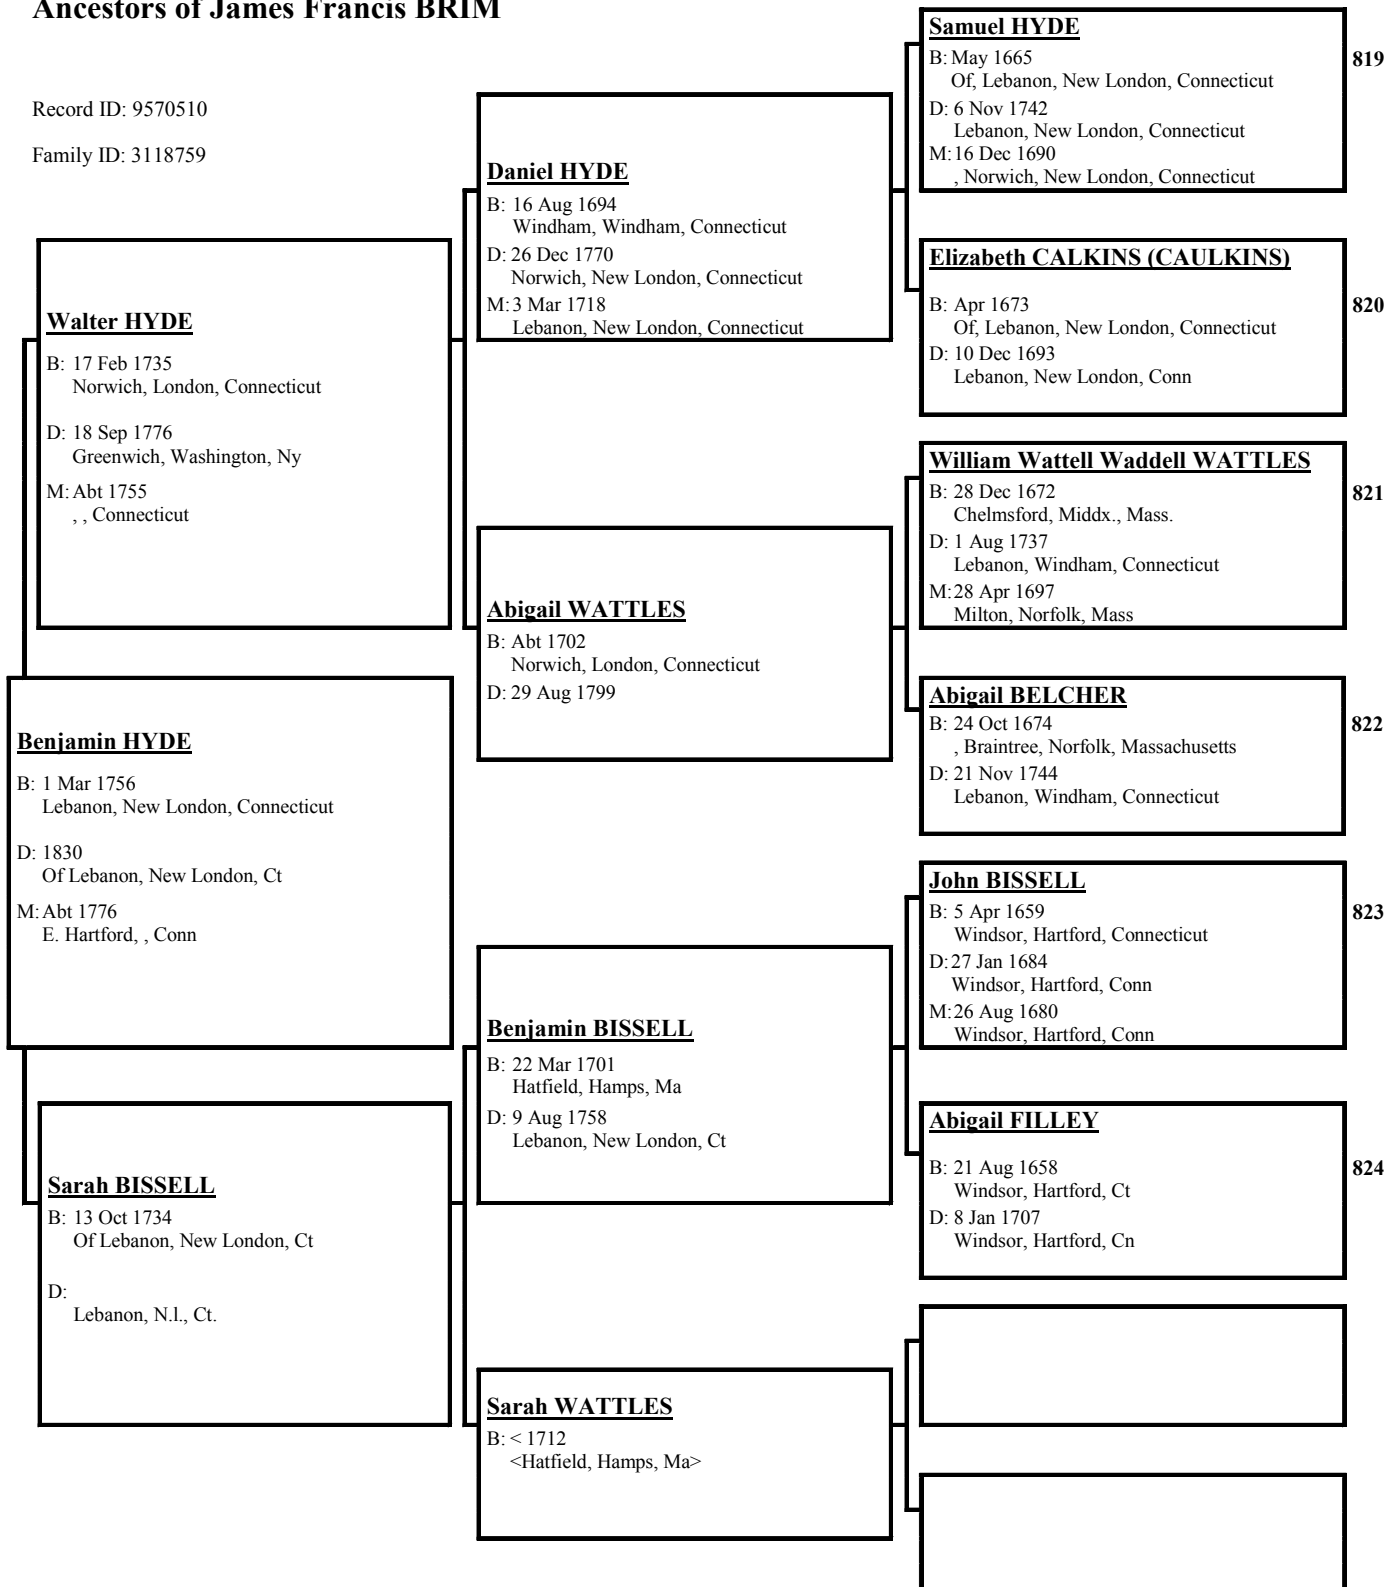 Ancestors of James Francis BRIM
Record ID: 9570510
Family ID: 3118759
Benjamin HYDE
B: 1 Mar 1756
Lebanon, New London, Connecticut
D: 1830
Of Lebanon, New London, Ct
M: Abt 1776
E. Hartford, , Conn
Walter HYDE
B: 17 Feb 1735
Norwich, London, Connecticut
D: 18 Sep 1776
Greenwich, Washington, Ny
M: Abt 1755
, , Connecticut
Sarah BISSELL
B: 13 Oct 1734
Of Lebanon, New London, Ct
D:
Lebanon, N.l., Ct.
Daniel HYDE
B: 16 Aug 1694
Windham, Windham, Connecticut
D: 26 Dec 1770
Norwich, New London, Connecticut
M: 3 Mar 1718
Lebanon, New London, Connecticut
Abigail WATTLES
B: Abt 1702
Norwich, London, Connecticut
D: 29 Aug 1799
Benjamin BISSELL
B: 22 Mar 1701
Hatfield, Hamps, Ma
D: 9 Aug 1758
Lebanon, New London, Ct
Sarah WATTLES
B: < 1712
<Hatfield, Hamps, Ma>
Samuel HYDE
B: May 1665
Of, Lebanon, New London, Connecticut
D: 6 Nov 1742
Lebanon, New London, Connecticut
M: 16 Dec 1690
, Norwich, New London, Connecticut
819
Elizabeth CALKINS (CAULKINS)
B: Apr 1673
Of, Lebanon, New London, Connecticut
D: 10 Dec 1693
Lebanon, New London, Conn
820
William Wattell Waddell WATTLES
B: 28 Dec 1672
Chelmsford, Middx., Mass.
D: 1 Aug 1737
Lebanon, Windham, Connecticut
M: 28 Apr 1697
Milton, Norfolk, Mass
821
Abigail BELCHER
B: 24 Oct 1674
, Braintree, Norfolk, Massachusetts
D: 21 Nov 1744
Lebanon, Windham, Connecticut
822
John BISSELL
B: 5 Apr 1659
Windsor, Hartford, Connecticut
D: 27 Jan 1684
Windsor, Hartford, Conn
M: 26 Aug 1680
Windsor, Hartford, Conn
823
Abigail FILLEY
B: 21 Aug 1658
Windsor, Hartford, Ct
D: 8 Jan 1707
Windsor, Hartford, Cn
824